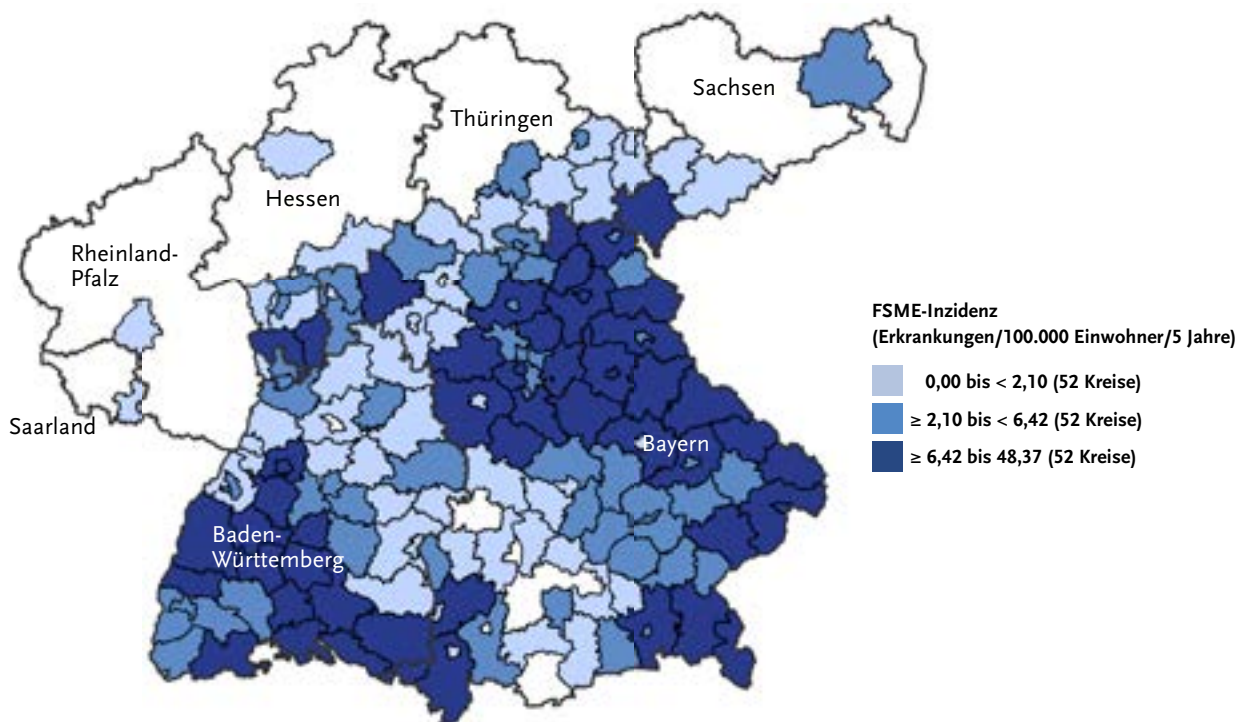 Sachsen
Thüringen
Hessen
Rheinland-
Pfalz
Saarland
Bayern
Baden-
Württemberg
FSME-Inzidenz
(Erkrankungen/100.000 Einwohner/5 Jahre)
0,00 bis < 2,10 (52 Kreise)
≥ 2,10 bis < 6,42 (52 Kreise)
≥ 6,42 bis 48,37 (52 Kreise)